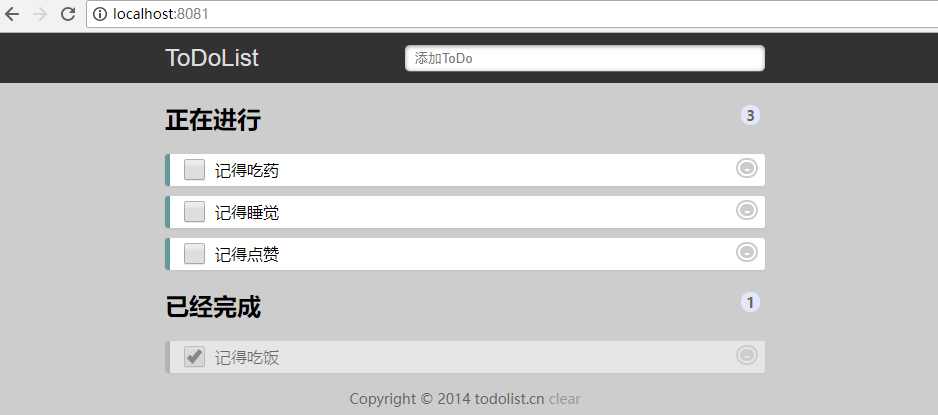 localhost:8081
ToDoList 添加ToDo
正在进行 3
记得吃药
记得睡觉
记得点赞
已经完成 1
记得吃饭
Copyright © 2014 todolist.cn clear